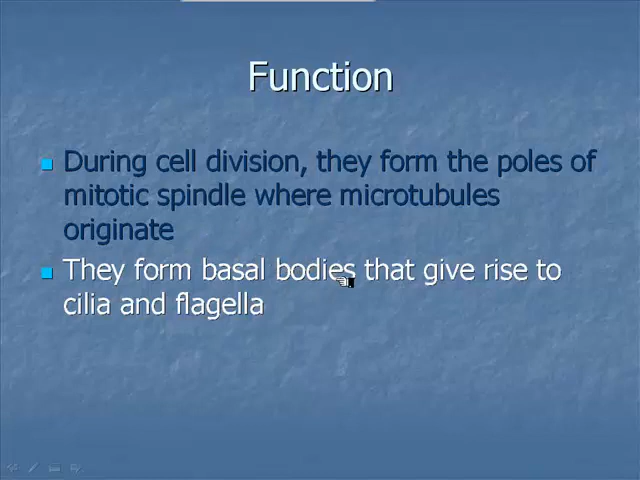 Function
During cell division, they form the poles of
mitotic spindle where microtubules
originate
They form basal bodies that give rise to
cilia and flagella